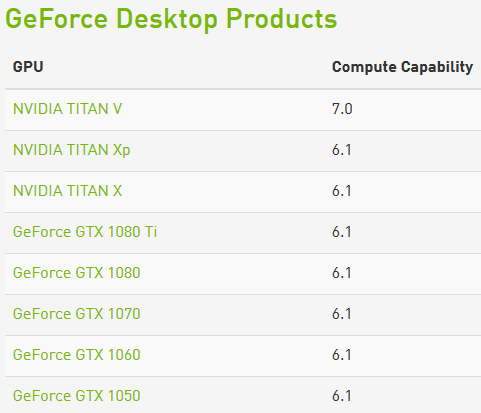 GeForce Desktop Products
GPU Compute Capability
NVIDIA TITAN V 7.0
NVIDIA TITAN Xp 6.1
NVIDIA TITAN X 6.1
GeForce GTX 1080 Ti 6.1
GeForce GTX 1080 6.1
GeForce GTX 1070 6.1
GeForce GTX 1060 6.1
GeForce GTX 1050 6.1